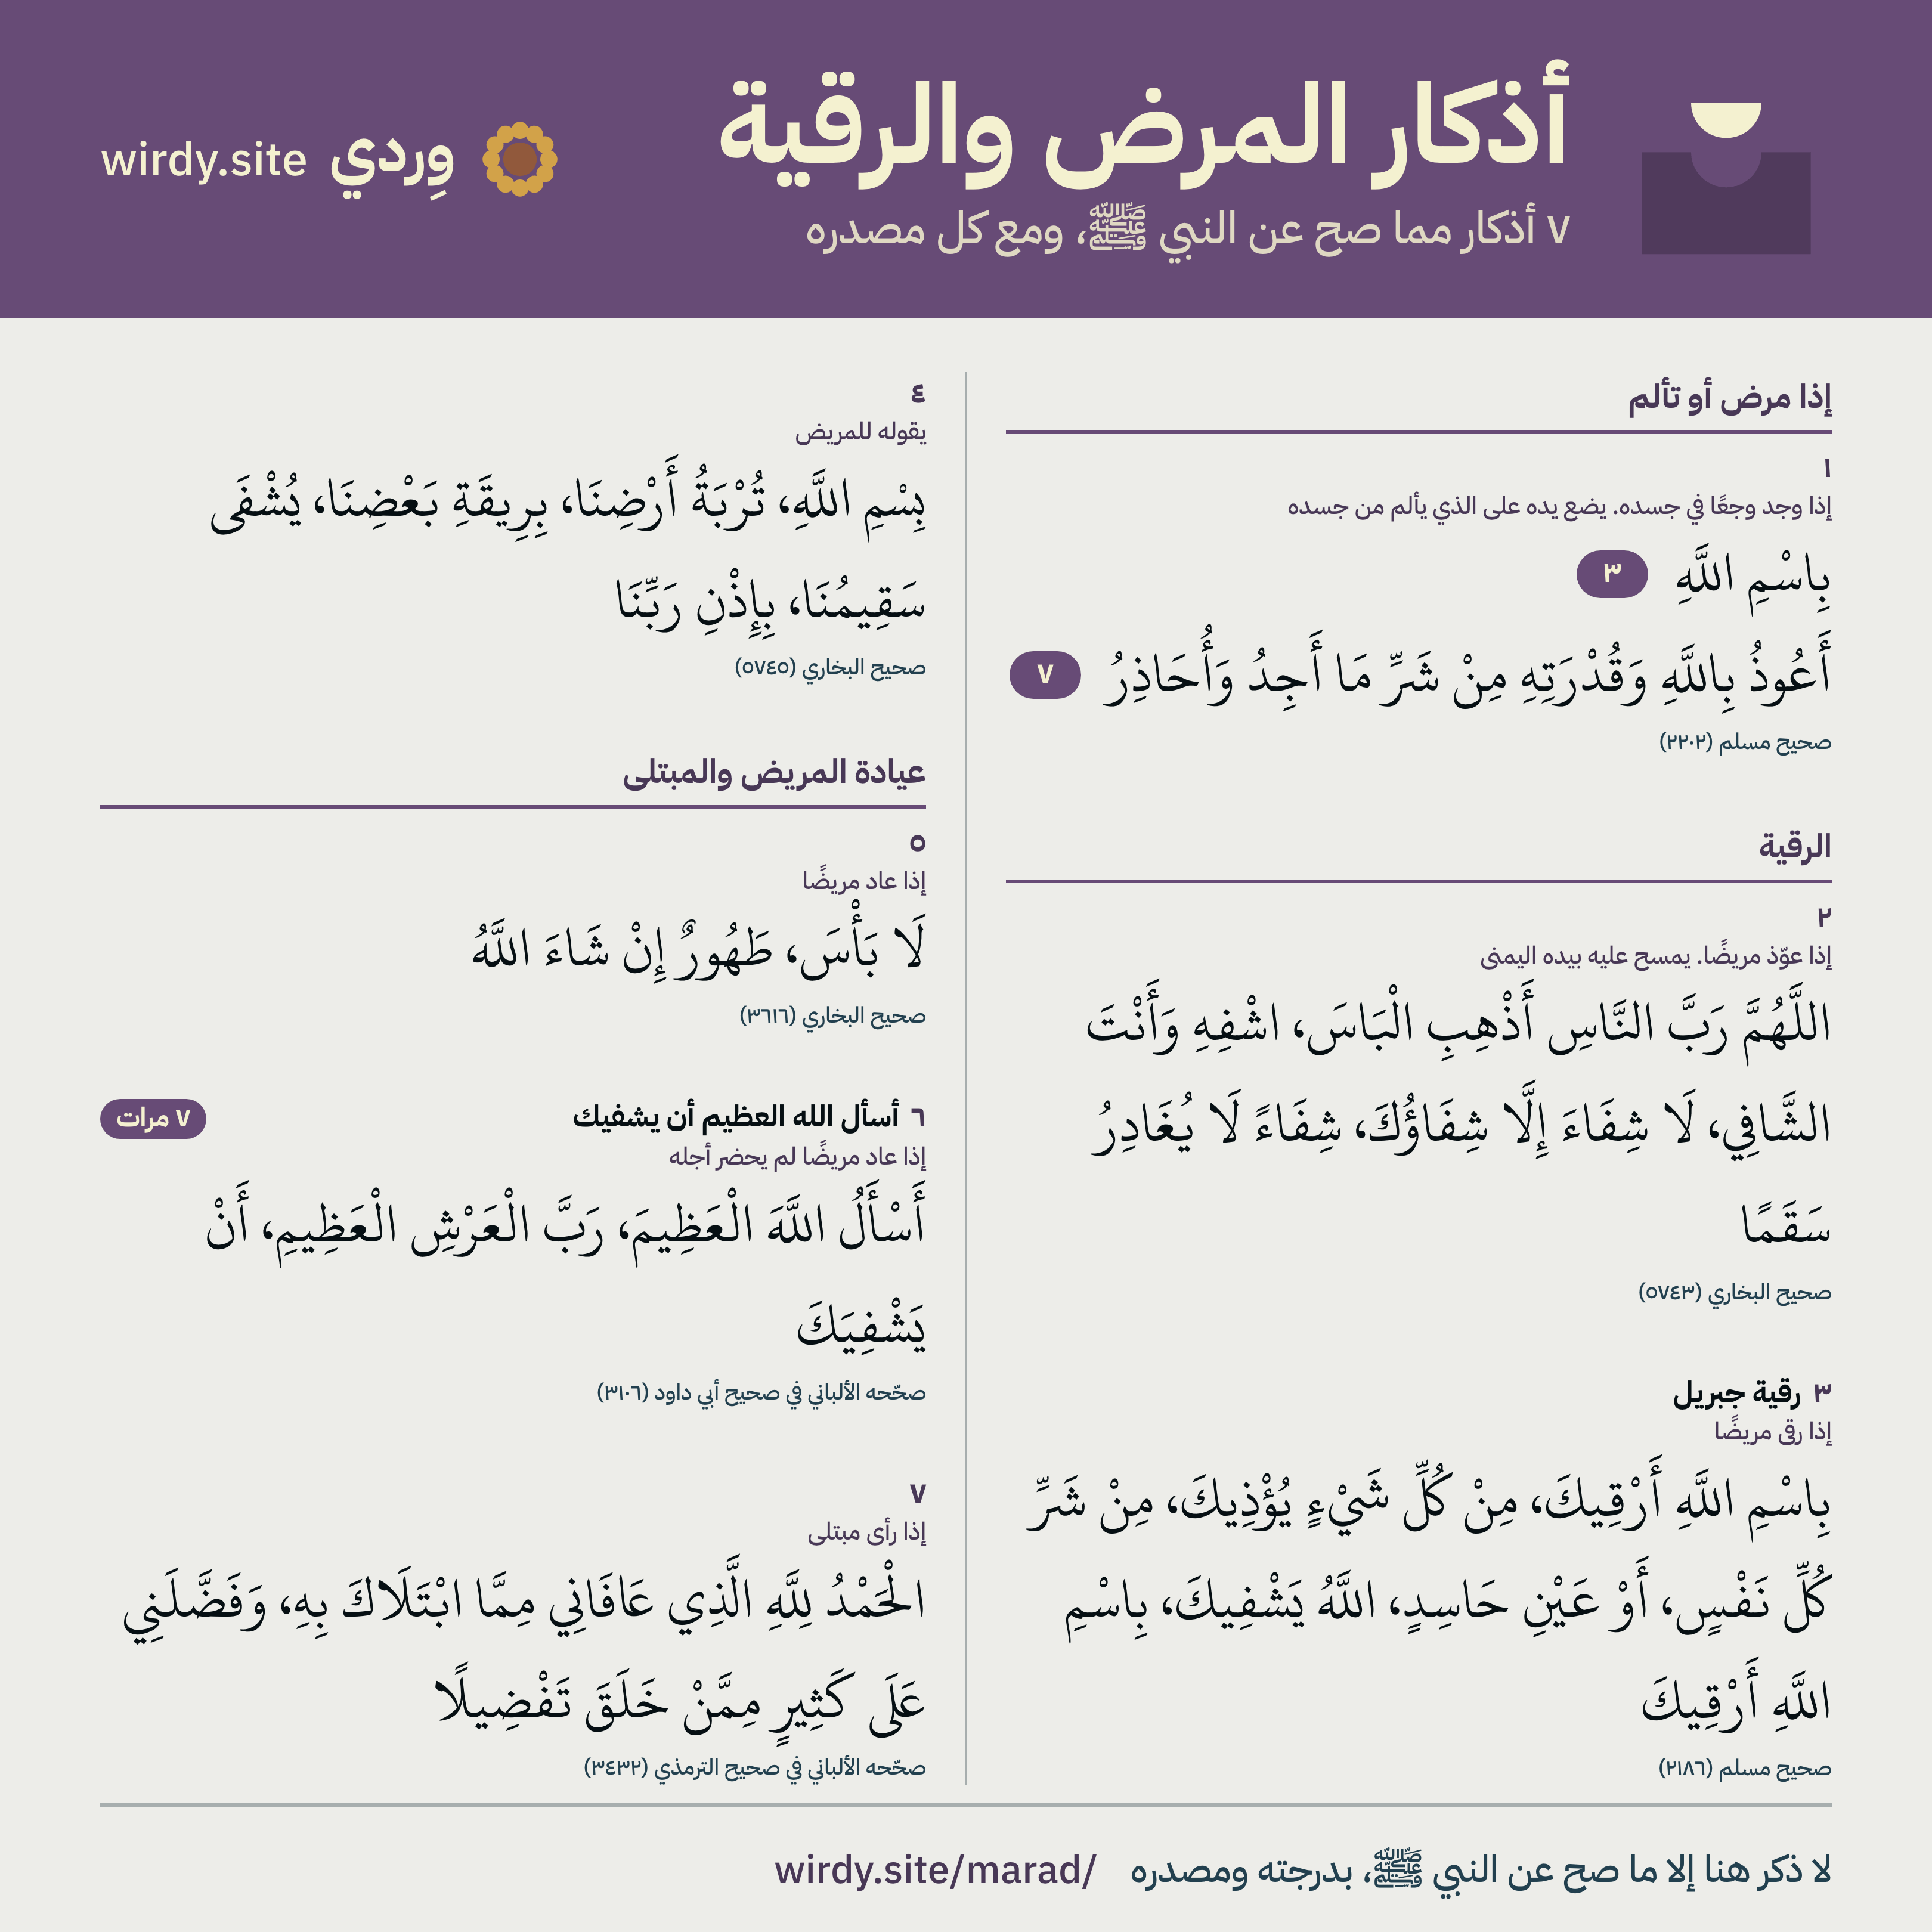 أذكار المرض والرقية
٧ أذكار مما صح عن النبي ﷺ، ومع كل مصدره
وِردي wirdy.site
إذا مرض أو تألم
١
إذا وجد وجعًا في جسده. يضع يده على الذي يألم من جسده
بِاسْمِ اللَّهِ ٣
أَعُوذُ بِاللَّهِ وَقُدْرَتِهِ مِنْ شَرِّ مَا أَجِدُ وَأُحَاذِرُ ٧
صحيح مسلم (٢٢٠٢)
الرقية
٢
إذا عوّذ مريضًا. يمسح عليه بيده اليمنى
اللَّهُمَّ رَبَّ النَّاسِ أَذْهِبِ الْبَاسَ، اشْفِهِ وَأَنْتَ
الشَّافِي، لَا شِفَاءَ إِلَّا شِفَاؤُكَ، شِفَاءً لَا يُغَادِرُ
سَقَمًا
صحيح البخاري (٥٧٤٣)
٣ رقية جبريل
إذا رقى مريضًا
بِاسْمِ اللَّهِ أَرْقِيكَ، مِنْ كُلِّ شَيْءٍ يُؤْذِيكَ، مِنْ شَرِّ
كُلِّ نَفْسٍ، أَوْ عَيْنِ حَاسِدٍ، اللَّهُ يَشْفِيكَ، بِاسْمِ
اللَّهِ أَرْقِيكَ
صحيح مسلم (٢١٨٦)
٤
يقوله للمريض
بِسْمِ اللَّهِ، تُرْبَةُ أَرْضِنَا، بِرِيقَةِ بَعْضِنَا، يُشْفَى
سَقِيمُنَا، بِإِذْنِ رَبِّنَا
صحيح البخاري (٥٧٤٥)
عيادة المريض والمبتلى
٥
إذا عاد مريضًا
لَا بَأْسَ، طَهُورٌ إِنْ شَاءَ اللَّهُ
صحيح البخاري (٣٦١٦)
٦ أسأل الله العظيم أن يشفيك ٧ مرات
إذا عاد مريضًا لم يحضر أجله
أَسْأَلُ اللَّهَ الْعَظِيمَ، رَبَّ الْعَرْشِ الْعَظِيمِ، أَنْ
يَشْفِيَكَ
صحّحه الألباني في صحيح أبي داود (٣١٠٦)
٧
إذا رأى مبتلى
الْحَمْدُ لِلَّهِ الَّذِي عَافَانِي مِمَّا ابْتَلَاكَ بِهِ، وَفَضَّلَنِي
عَلَى كَثِيرٍ مِمَّنْ خَلَقَ تَفْضِيلًا
صحّحه الألباني في صحيح الترمذي (٣٤٣٢)
لا ذكر هنا إلا ما صح عن النبي ﷺ، بدرجته ومصدره wirdy.site/marad/